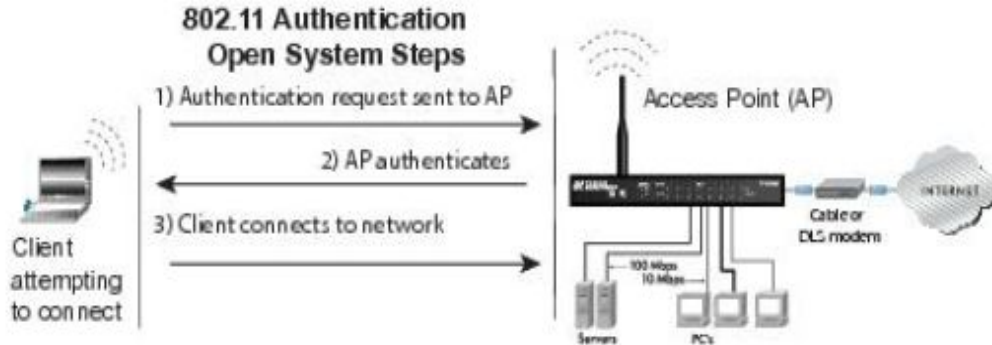 802.11 Authentication
Open System Steps
1) Authentication request sent to AP
2) AP authenticates
3) Client connects to network
Client
attempting
to connect
Access Point (AP)
INTERNET
Cable or
DLS modem
100 Mbps
10 Mbps
Servers
PC's